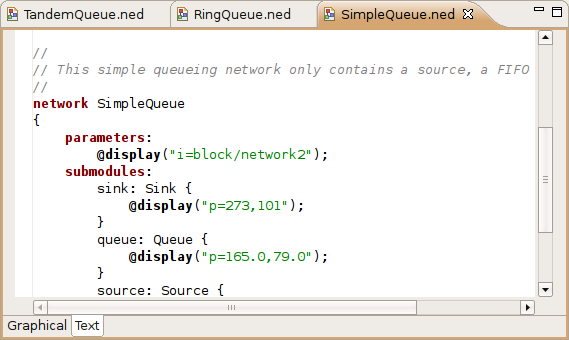 TandemQueue.ned RingQueue.ned SimpleQueue.ned
//
// This simple queueing network only contains a source, a FIFO
//
network SimpleQueue
{
    parameters:
        @display("i=block/network2");
    submodules:
        sink: Sink {
            @display("p=273,101");
        }
        queue: Queue {
            @display("p=165.0,79.0");
        }
        source: Source {
Graphical Text